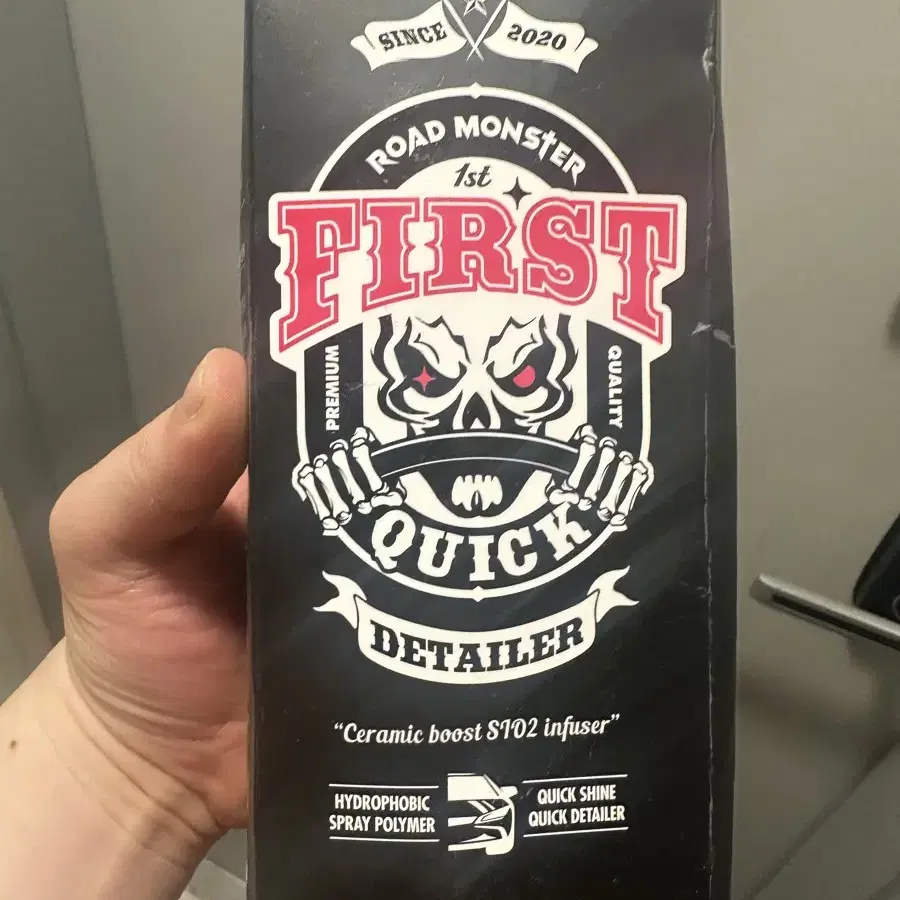 SINCE 2020
ROAD MONSTER
1st
FIRST
PREMIUM
QUALITY
QUICK
DETAILER
“Ceramic boost SIO2 infuser”
HYDROPHOBIC
SPRAY POLYMER
QUICK SHINE
QUICK DETAILER